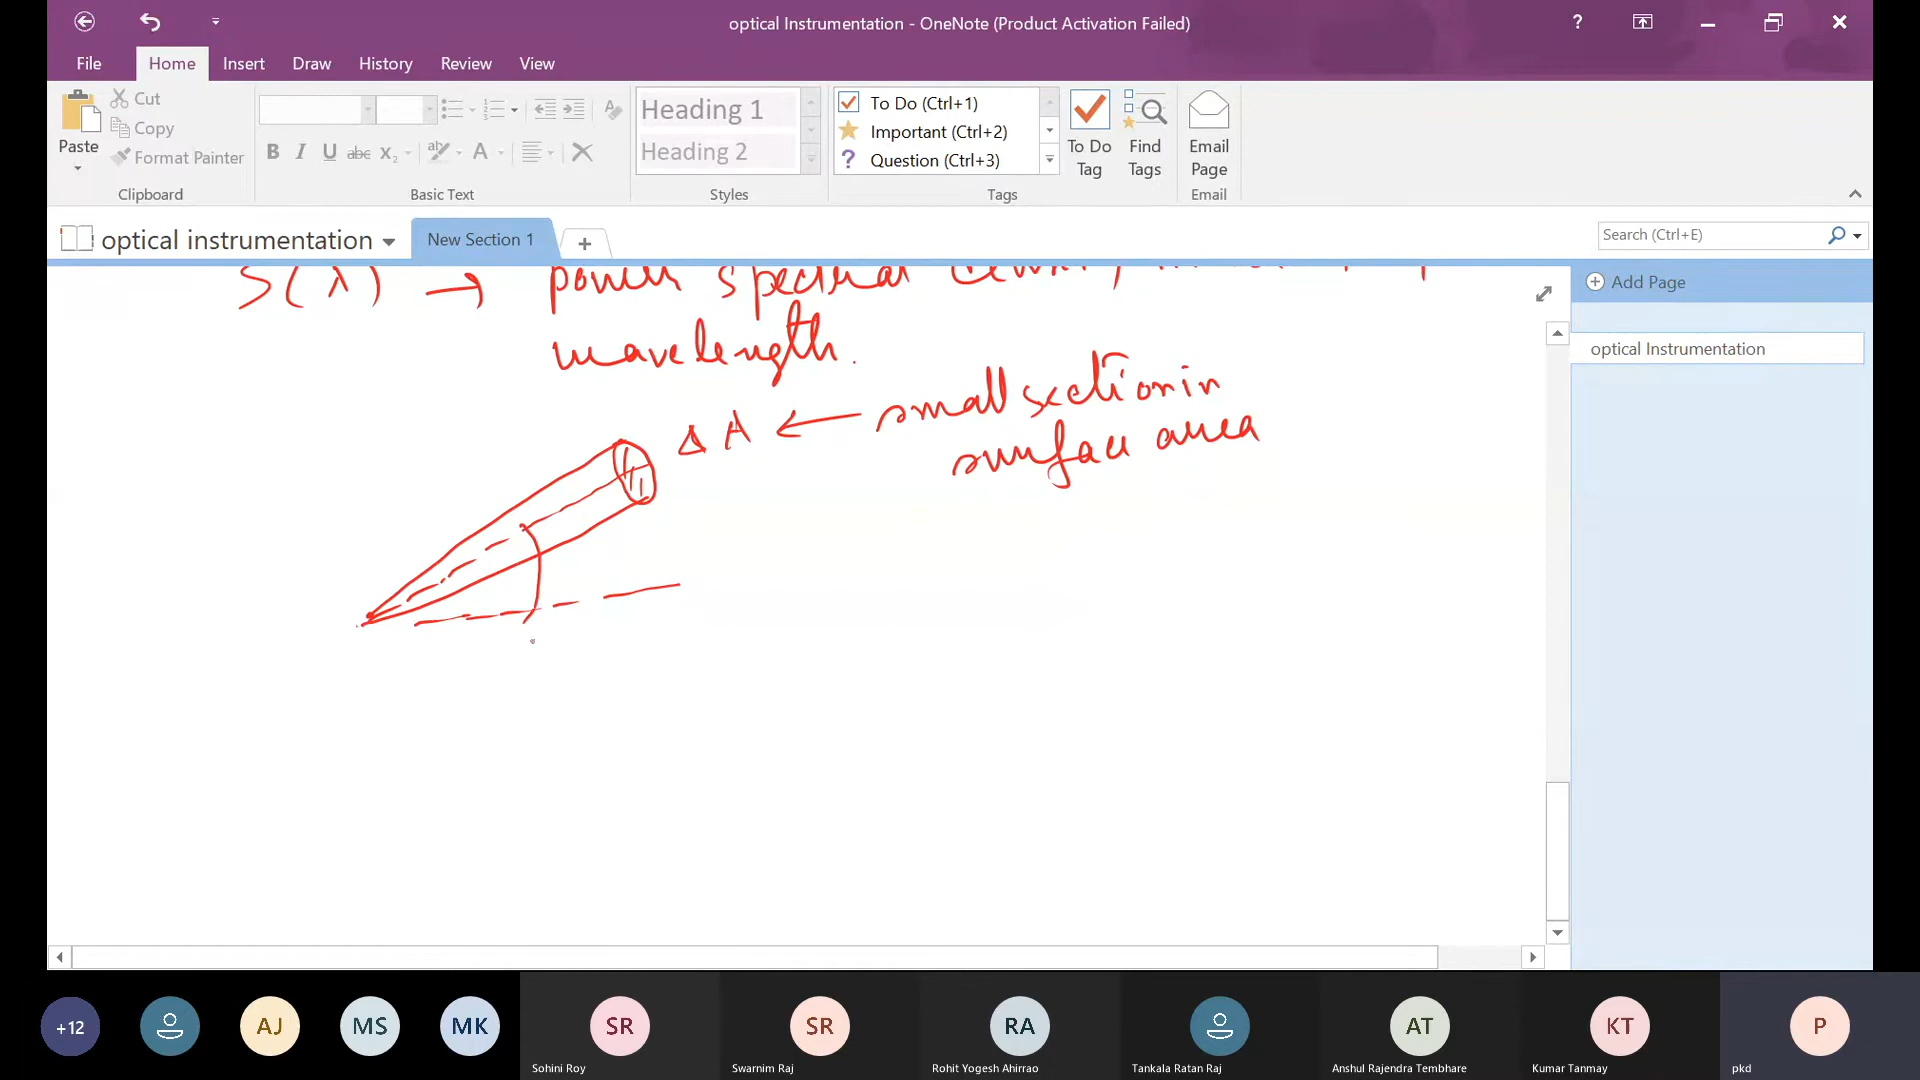 optical Instrumentation - OneNote (Product Activation Failed)
?
File Home Insert Draw History Review View
Paste
Cut
Copy
Format Painter
Clipboard
B I U abc X₂ ab A
Basic Text
Heading 1
Heading 2
Styles
To Do (Ctrl+1)
Important (Ctrl+2)
? Question (Ctrl+3)
To Do Tag
Find Tags
Tags
Email Page
Email
optical instrumentation
New Section 1
+
Search (Ctrl+E)
Add Page
optical Instrumentation
S(λ) → power spectral
wavelength.
Δ A ← small section in
surface area
+12
AJ
MS
MK
SR
Sohini Roy
SR
Swarnim Raj
RA
Rohit Yogesh Ahirrao
Tankala Ratan Raj
AT
Anshul Rajendra Tembhare
KT
Kumar Tanmay
P
pkd